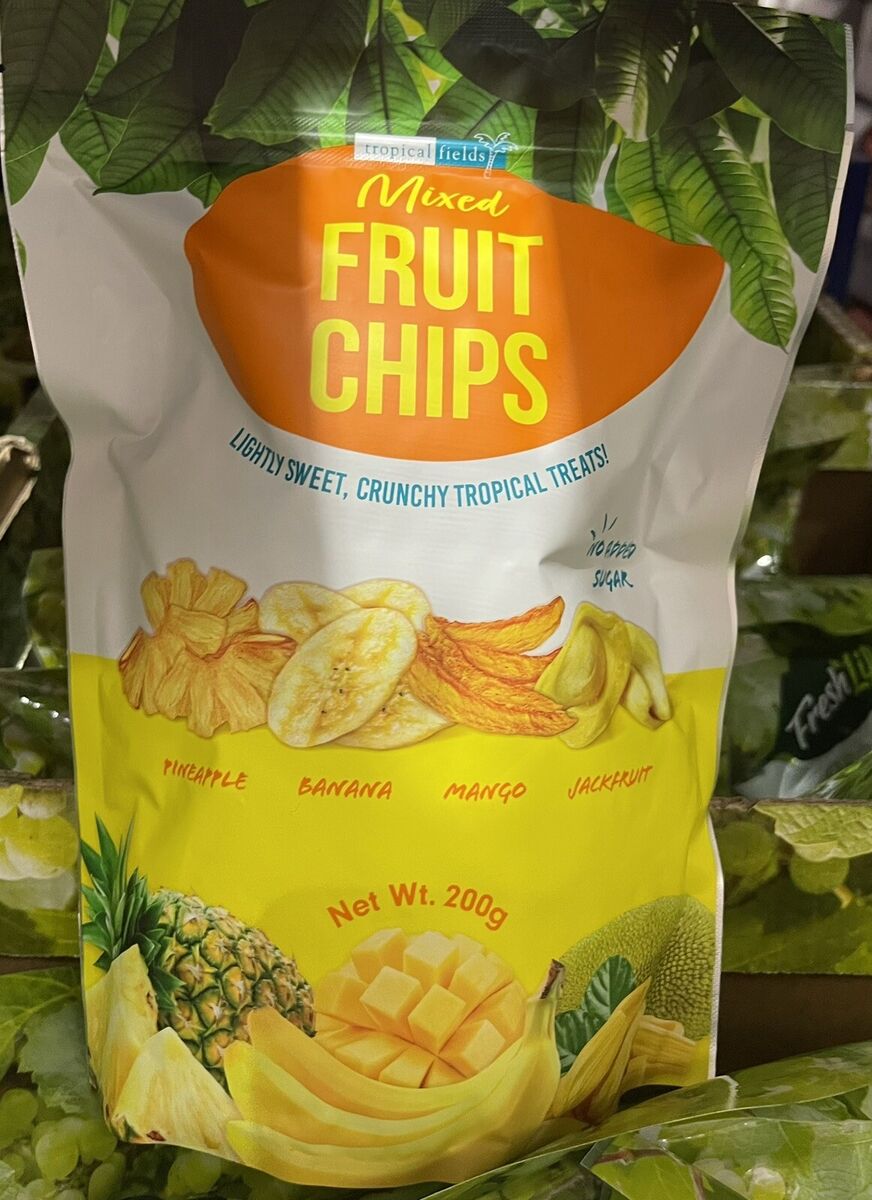 tropical fields
Mixed
FRUIT
CHIPS
LIGHTLY SWEET, CRUNCHY TROPICAL TREATS!
NO ADDED
SUGAR
PINEAPPLE BANANA MANGO JACKFRUIT
Net Wt. 200g
Fresh